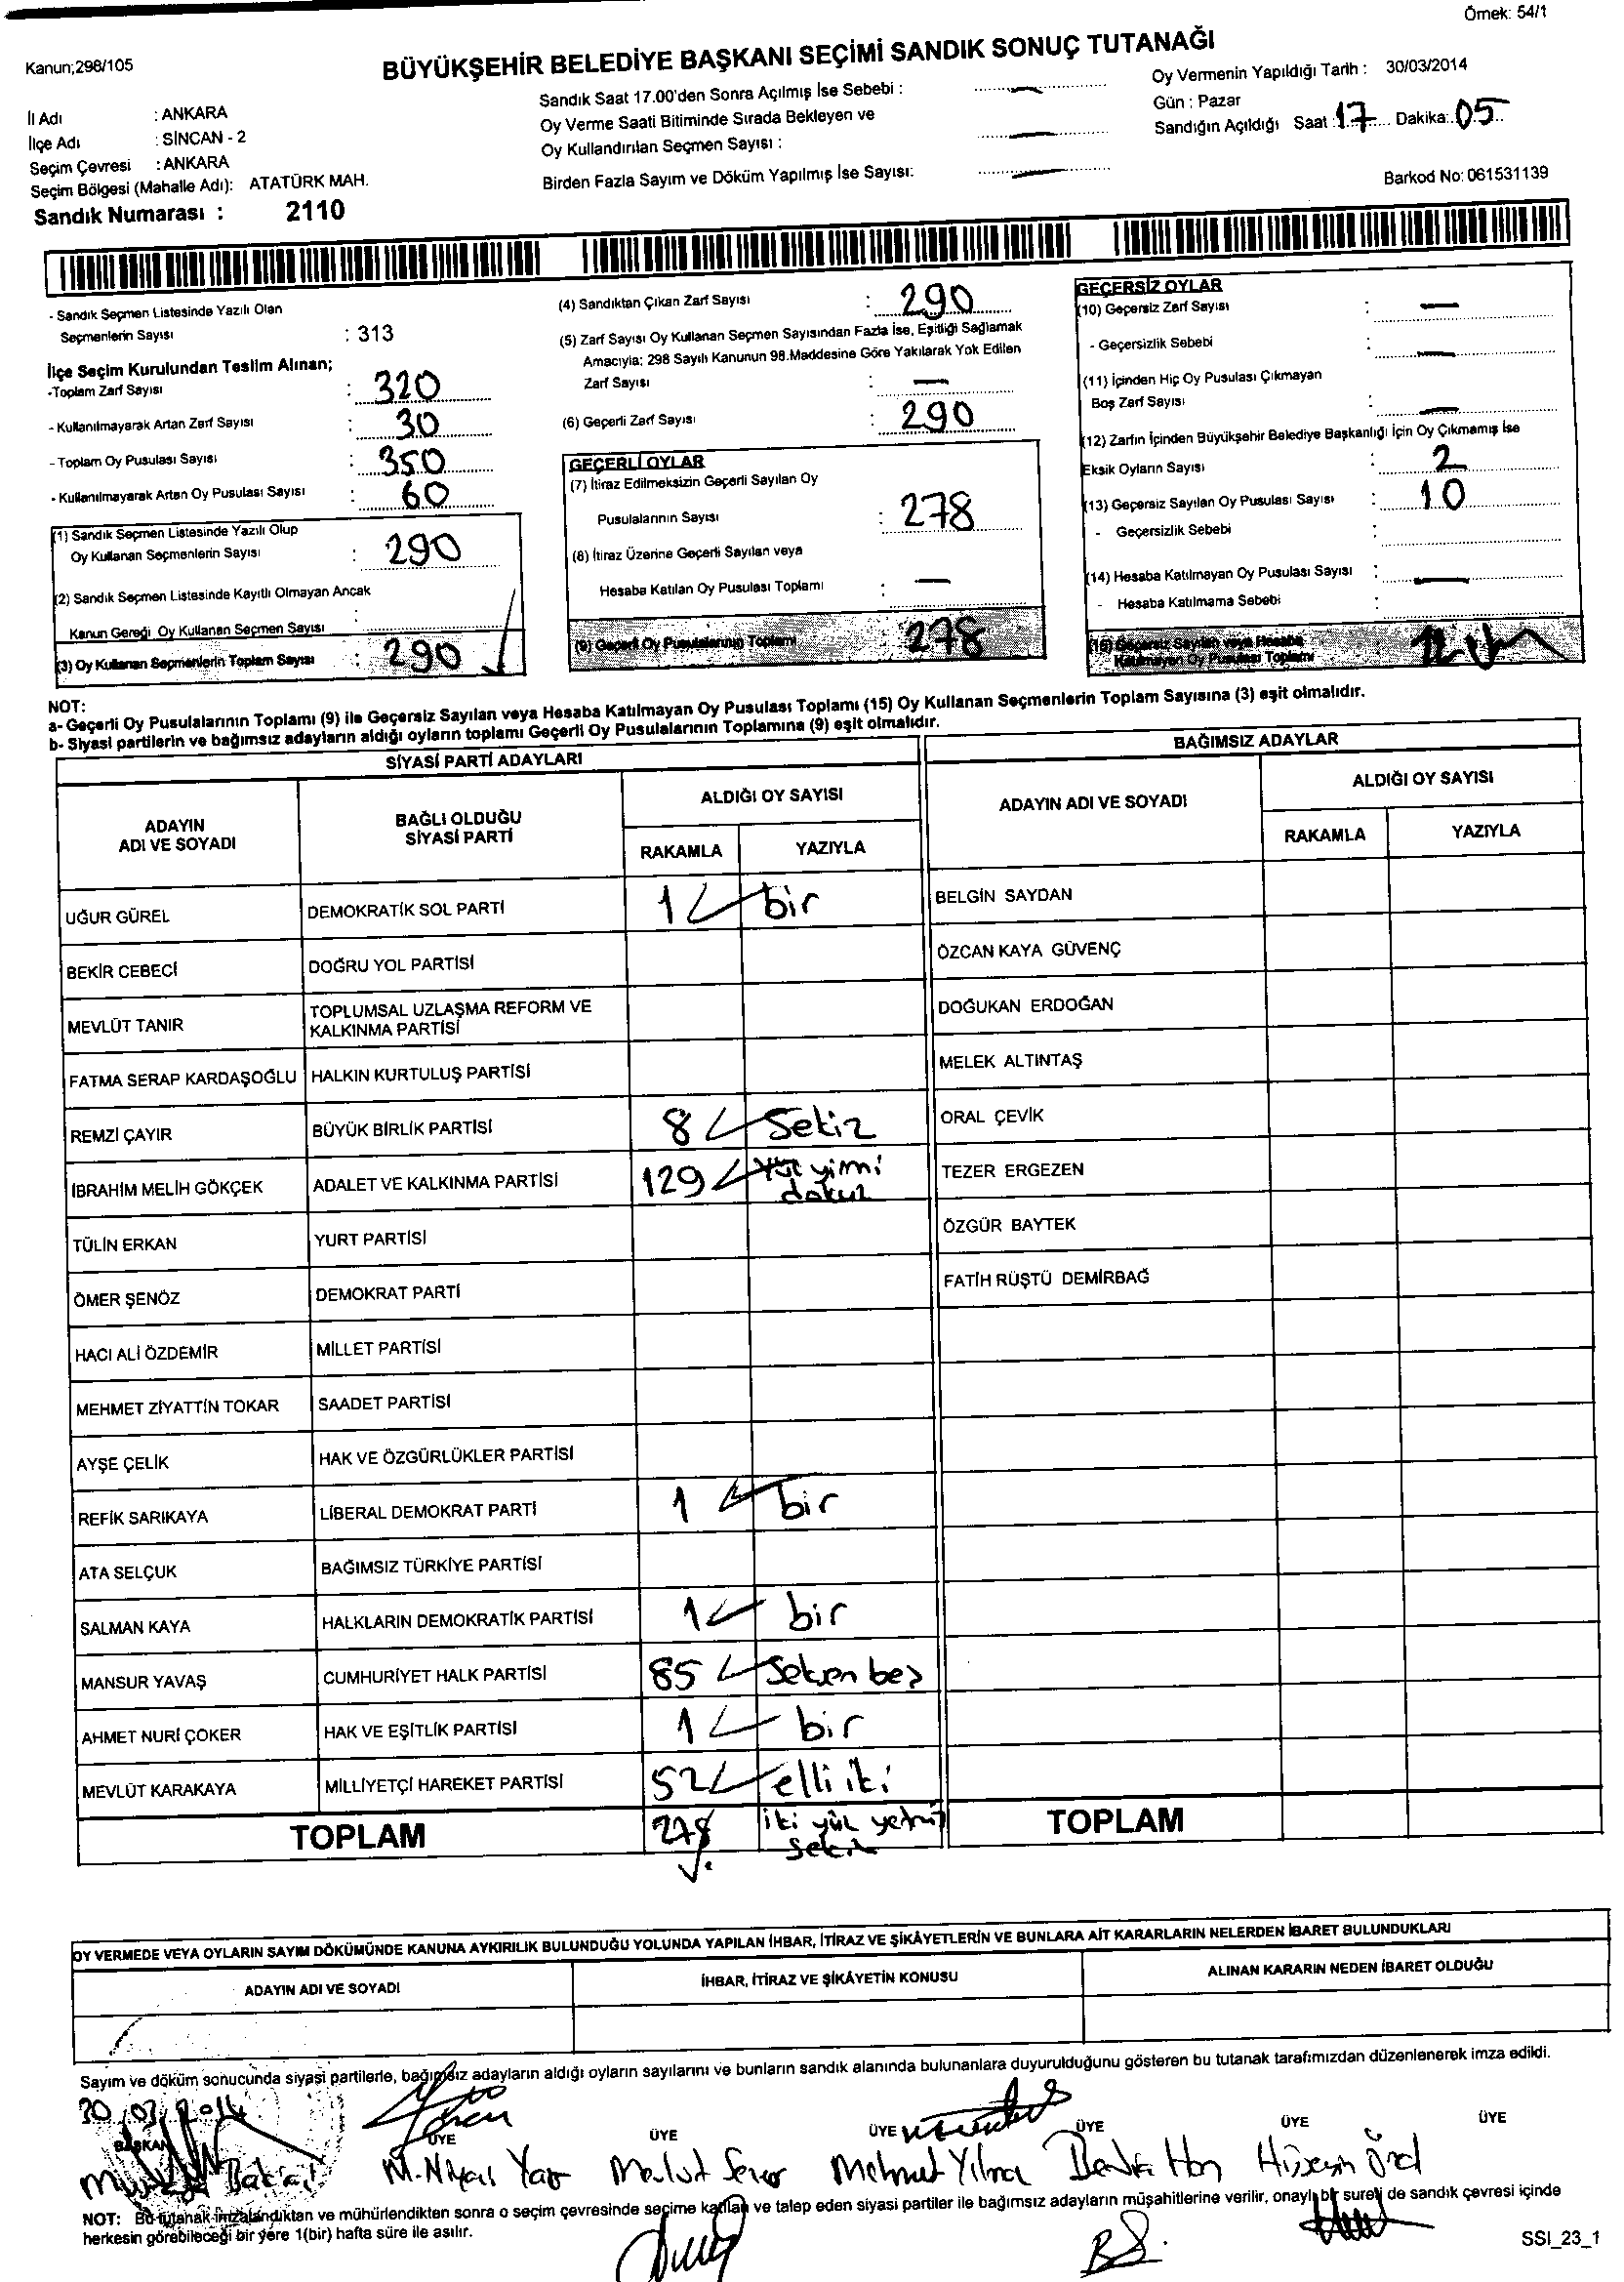 Örnek: 54/1
Kanun;298/105
BÜYÜKŞEHİR BELEDİYE BAŞKANI SEÇİMİ SANDIK SONUÇ TUTANAĞI
İl Adı : ANKARA
İlçe Adı : SİNCAN - 2
Seçim Çevresi : ANKARA
Seçim Bölgesi (Mahalle Adı): ATATÜRK MAH.
Sandık Numarası : 2110
Sandık Saat 17.00'den Sonra Açılmış İse Sebebi : —
Oy Verme Saati Bitiminde Sırada Bekleyen ve
Oy Kullandırılan Seçmen Sayısı : —
Birden Fazla Sayım ve Döküm Yapılmış İse Sayısı: —
Oy Vermenin Yapıldığı Tarih : 30/03/2014
Gün : Pazar
Sandığın Açıldığı Saat : 17 Dakika: 05
Barkod No: 061531139
- Sandık Seçmen Listesinde Yazılı Olan
Seçmenlerin Sayısı : 313
İlçe Seçim Kurulundan Teslim Alınan;
-Toplam Zarf Sayısı : 320
- Kullanılmayarak Artan Zarf Sayısı : 30
- Toplam Oy Pusulası Sayısı : 350
- Kullanılmayarak Artan Oy Pusulası Sayısı : 60
(1) Sandık Seçmen Listesinde Yazılı Olup
Oy Kullanan Seçmenlerin Sayısı : 290
(2) Sandık Seçmen Listesinde Kayıtlı Olmayan Ancak
Kanun Gereği Oy Kullanan Seçmen Sayısı :
(3) Oy Kullanan Seçmenlerin Toplam Sayısı : 290
(4) Sandıktan Çıkan Zarf Sayısı : 290
(5) Zarf Sayısı Oy Kullanan Seçmen Sayısından Fazla İse, Eşitliği Sağlamak
Amacıyla; 298 Sayılı Kanunun 98.Maddesine Göre Yakılarak Yok Edilen
Zarf Sayısı : —
(6) Geçerli Zarf Sayısı : 290
GEÇERLİ OYLAR
(7) İtiraz Edilmeksizin Geçerli Sayılan Oy
Pusulalarının Sayısı : 278
(8) İtiraz Üzerine Geçerli Sayılan veya
Hesaba Katılan Oy Pusulası Toplamı : —
(9) Geçerli Oy Pusulalarının Toplamı 278
GEÇERSİZ OYLAR
(10) Geçersiz Zarf Sayısı : —
- Geçersizlik Sebebi : —
(11) İçinden Hiç Oy Pusulası Çıkmayan
Boş Zarf Sayısı : —
(12) Zarfın İçinden Büyükşehir Belediye Başkanlığı İçin Oy Çıkmamış İse
Eksik Oyların Sayısı : 2
(13) Geçersiz Sayılan Oy Pusulası Sayısı : 10
- Geçersizlik Sebebi :
(14) Hesaba Katılmayan Oy Pusulası Sayısı : —
- Hesaba Katılmama Sebebi :
(15) Geçersiz Sayılan veya Hesaba
Katılmayan Oy Pusulası Toplamı 12
NOT:
a- Geçerli Oy Pusulalarının Toplamı (9) ile Geçersiz Sayılan veya Hesaba Katılmayan Oy Pusulası Toplamı (15) Oy Kullanan Seçmenlerin Toplam Sayısına (3) eşit olmalıdır.
b- Siyasi partilerin ve bağımsız adayların aldığı oyların toplamı Geçerli Oy Pusulalarının Toplamına (9) eşit olmalıdır.
SİYASİ PARTİ ADAYLARI
ADAYIN
ADI VE SOYADI
BAĞLI OLDUĞU
SİYASİ PARTİ
ALDIĞI OY SAYISI
RAKAMLA YAZIYLA
UĞUR GÜREL DEMOKRATİK SOL PARTİ 1 bir
BEKİR CEBECİ DOĞRU YOL PARTİSİ
MEVLÜT TANIR TOPLUMSAL UZLAŞMA REFORM VE
KALKINMA PARTİSİ
FATMA SERAP KARDAŞOĞLU HALKIN KURTULUŞ PARTİSİ
REMZİ ÇAYIR BÜYÜK BİRLİK PARTİSİ 8 Sekiz
İBRAHİM MELİH GÖKÇEK ADALET VE KALKINMA PARTİSİ 129 Yüz yirmi
dokuz
TÜLİN ERKAN YURT PARTİSİ
ÖMER ŞENÖZ DEMOKRAT PARTİ
HACI ALİ ÖZDEMİR MİLLET PARTİSİ
MEHMET ZİYATTİN TOKAR SAADET PARTİSİ
AYŞE ÇELİK HAK VE ÖZGÜRLÜKLER PARTİSİ
REFİK SARIKAYA LİBERAL DEMOKRAT PARTİ 1 bir
ATA SELÇUK BAĞIMSIZ TÜRKİYE PARTİSİ
SALMAN KAYA HALKLARIN DEMOKRATİK PARTİSİ 1 bir
MANSUR YAVAŞ CUMHURİYET HALK PARTİSİ 85 Seksen beş
AHMET NURİ ÇOKER HAK VE EŞİTLİK PARTİSİ 1 bir
MEVLÜT KARAKAYA MİLLİYETÇİ HAREKET PARTİSİ 52 elli iki
TOPLAM 278 iki yüz yetmiş
sekiz
BAĞIMSIZ ADAYLAR
ADAYIN ADI VE SOYADI
ALDIĞI OY SAYISI
RAKAMLA YAZIYLA
BELGİN SAYDAN
ÖZCAN KAYA GÜVENÇ
DOĞUKAN ERDOĞAN
MELEK ALTINTAŞ
ORAL ÇEVİK
TEZER ERGEZEN
ÖZGÜR BAYTEK
FATİH RÜŞTÜ DEMİRBAĞ
TOPLAM
OY VERMEDE VEYA OYLARIN SAYIM DÖKÜMÜNDE KANUNA AYKIRILIK BULUNDUĞU YOLUNDA YAPILAN İHBAR, İTİRAZ VE ŞİKÂYETLERİN VE BUNLARA AİT KARARLARIN NELERDEN İBARET BULUNDUKLARI
ADAYIN ADI VE SOYADI İHBAR, İTİRAZ VE ŞİKÂYETİN KONUSU ALINAN KARARIN NEDEN İBARET OLDUĞU
Sayım ve döküm sonucunda siyasi partilerle, bağımsız adayların aldığı oyların sayılarını ve bunların sandık alanında bulunanlara duyurulduğunu gösteren bu tutanak tarafımızdan düzenlenerek imza edildi.
30 03 2014
BAŞKAN ÜYE ÜYE ÜYE ÜYE ÜYE ÜYE
Mehmet Yılmaz Hüseyin
NOT: Bu tutanak imzalandıktan ve mühürlendikten sonra o seçim çevresinde seçime katılan ve talep eden siyasi partiler ile bağımsız adayların müşahitlerine verilir, onaylı bir sureti de sandık çevresi içinde
herkesin görebileceği bir yere 1(bir) hafta süre ile asılır.
SSI_23_1